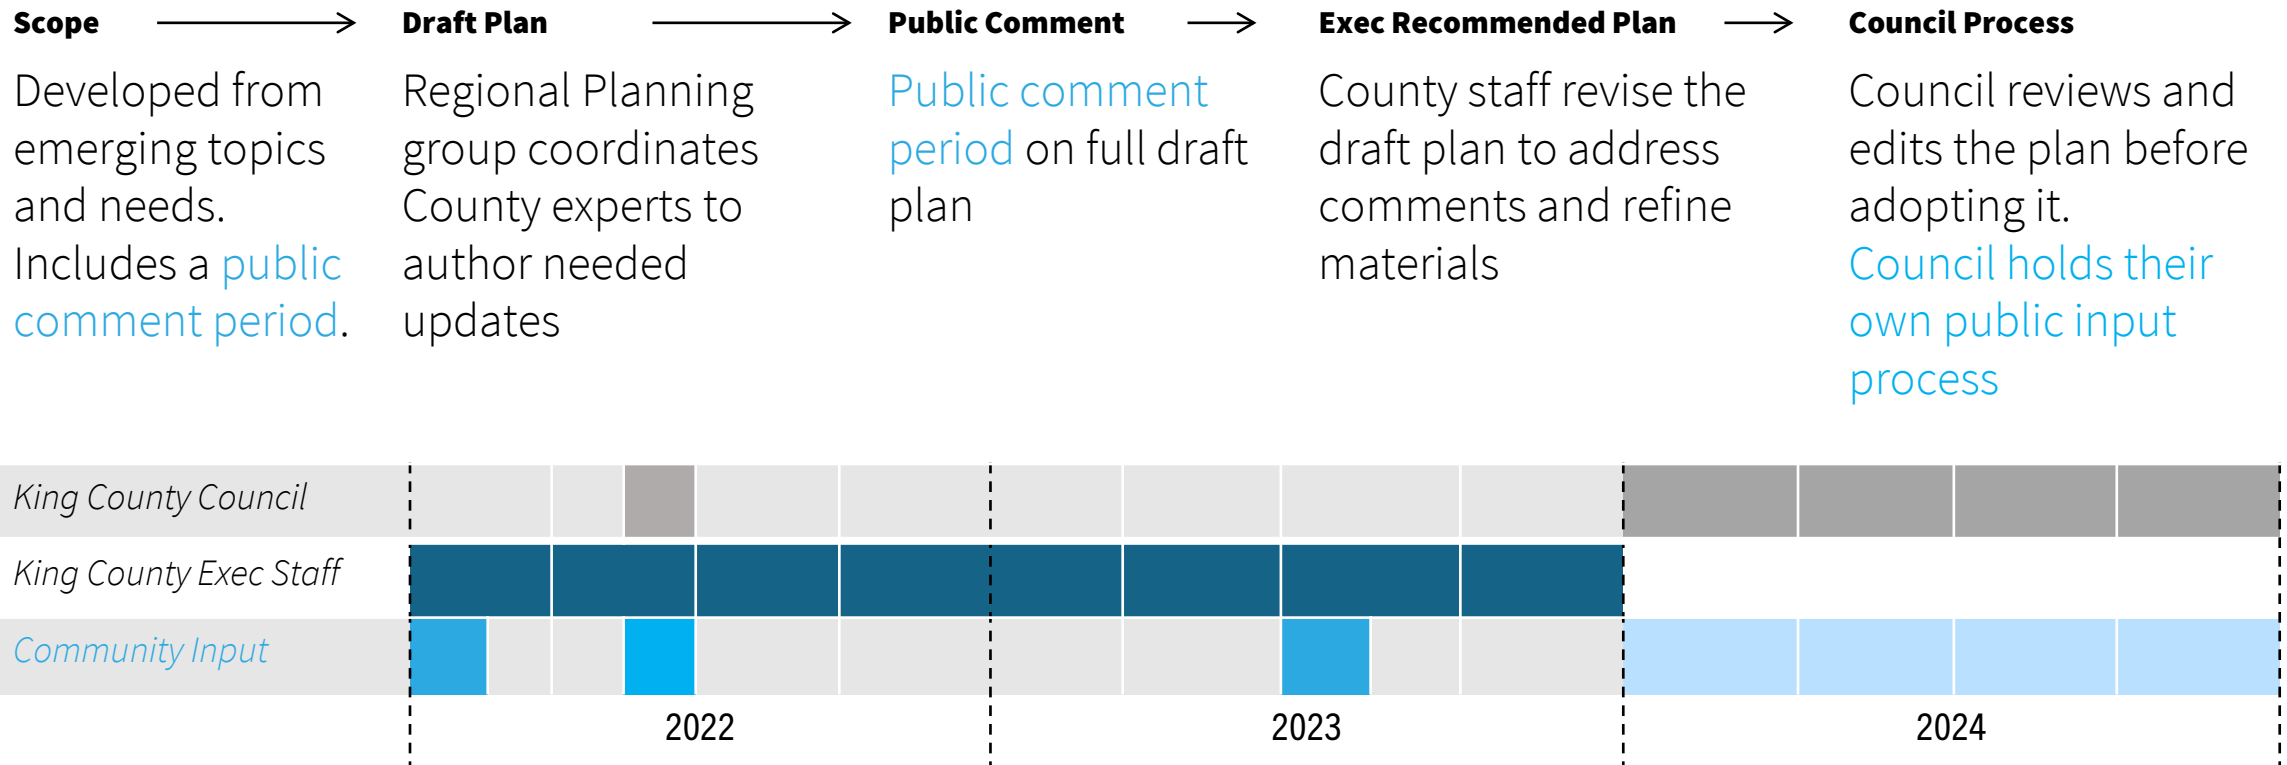 Scope
Developed from
emerging topics
and needs.
Includes a public
comment period.
Draft Plan
Regional Planning
group coordinates
County experts to
author needed
updates
Public Comment
Public comment
period on full draft
plan
Exec Recommended Plan
County staff revise the
draft plan to address
comments and refine
materials
Council Process
Council reviews and
edits the plan before
adopting it.
Council holds their
own public input
process
King County Council
King County Exec Staff
Community Input
2022
2023
2024